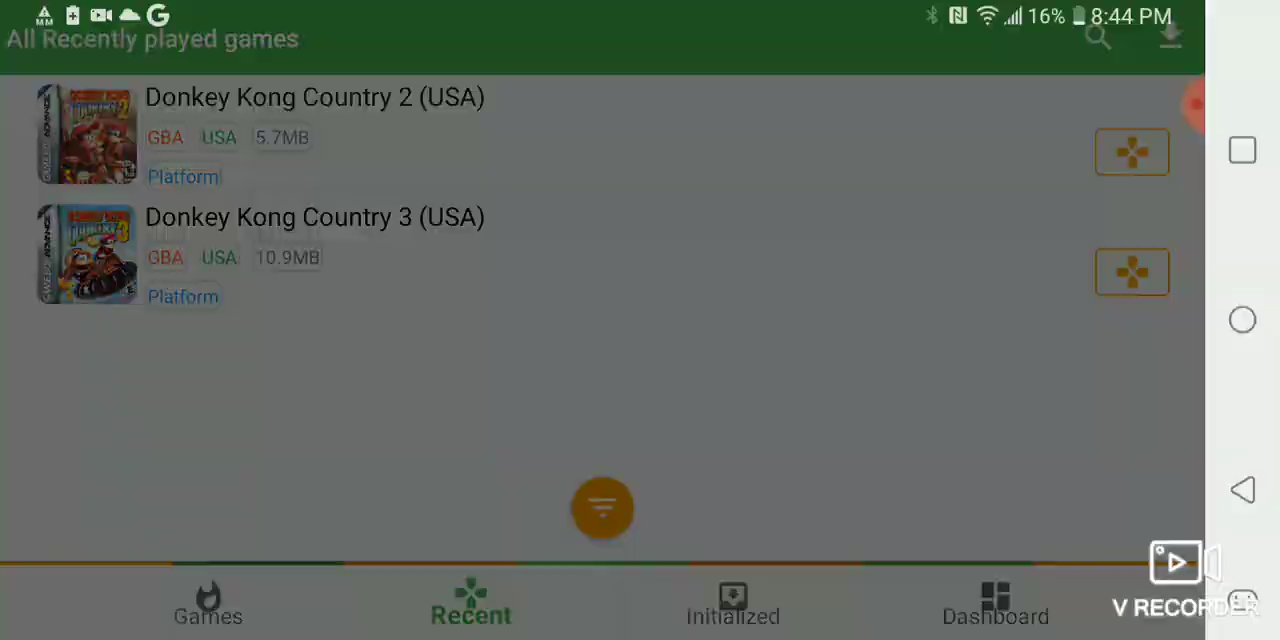 16% 8:44 PM
All Recently played games
Donkey Kong Country 2 (USA)
GBA USA 5.7MB
Platform
Donkey Kong Country 3 (USA)
GBA USA 10.9MB
Platform
Games
Recent
Initialized
Dashboard
V RECORDER